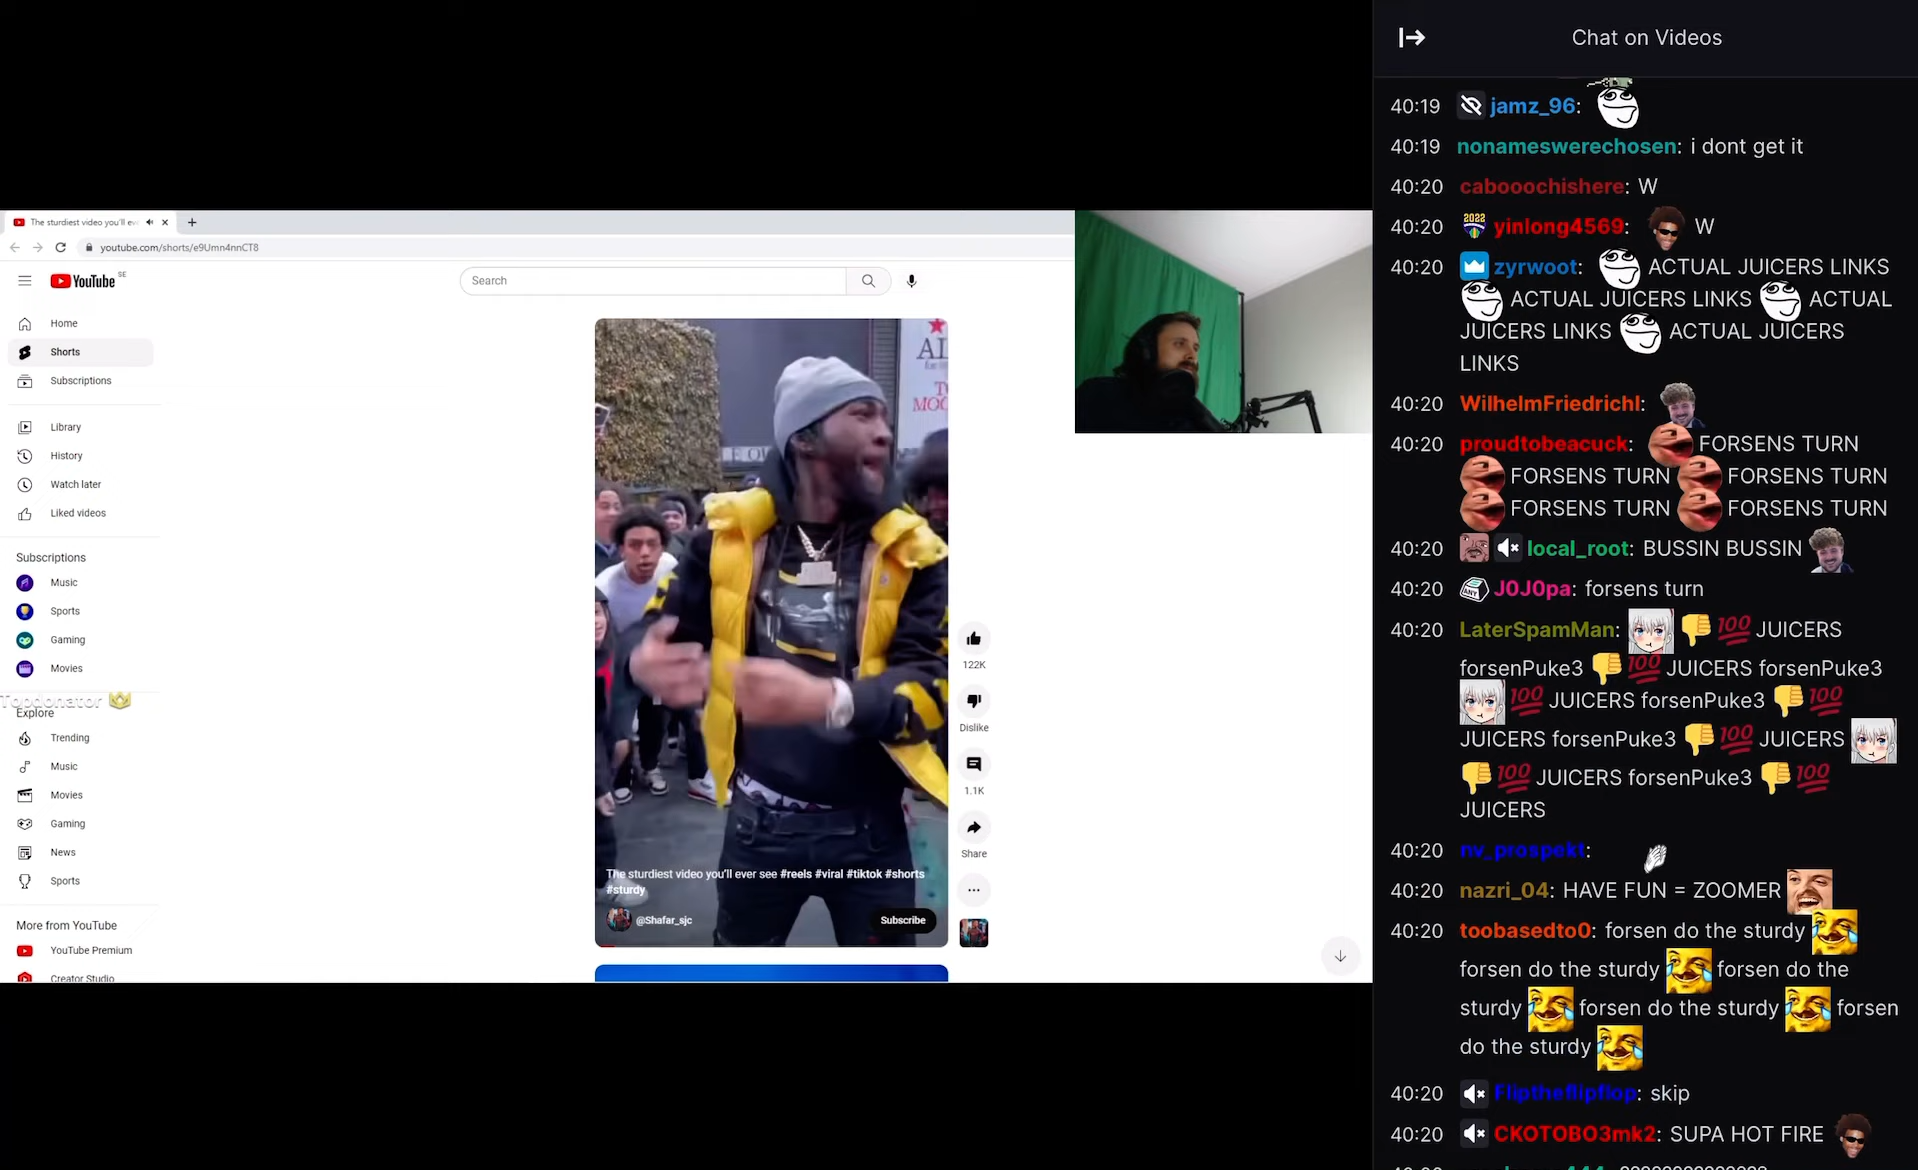 The sturdiest video you'll eve
youtube.com/shorts/e9Umn4nnCT8
YouTube SE
Search
Home
Shorts
Subscriptions
Library
History
Watch later
Liked videos
Subscriptions
Music
Sports
Gaming
Movies
Topdonator
Explore
Trending
Music
Movies
Gaming
News
Sports
More from YouTube
YouTube Premium
Creator Studio
122K
Dislike
1.1K
Share
The sturdiest video you'll ever see #reels #viral #tiktok #shorts
#sturdy
@Shafar_sjc
Subscribe
Chat on Videos
40:19 jamz_96:
40:19 nonameswerechosen: i dont get it
40:20 cabooochishere: W
40:20 2022 yinlong4569: W
40:20 zyrwoot: ACTUAL JUICERS LINKS
ACTUAL JUICERS LINKS ACTUAL
JUICERS LINKS ACTUAL JUICERS
LINKS
40:20 WilhelmFriedrichI:
40:20 proudtobeacuck: FORSENS TURN
FORSENS TURN FORSENS TURN
FORSENS TURN FORSENS TURN
40:20 local_root: BUSSIN BUSSIN
40:20 J0J0pa: forsens turn
40:20 LaterSpamMan: 👎 💯 JUICERS
forsenPuke3 👎 💯 JUICERS forsenPuke3
💯 JUICERS forsenPuke3 👎 💯
JUICERS forsenPuke3 👎 💯 JUICERS
👎 💯 JUICERS forsenPuke3 👎 💯
JUICERS
40:20 nv_prospekt:
40:20 nazri_04: HAVE FUN = ZOOMER
40:20 toobasedto0: forsen do the sturdy
forsen do the sturdy forsen do the
sturdy forsen do the sturdy forsen
do the sturdy
40:20 Fliptheflipflop: skip
40:20 CKOTOBO3mk2: SUPA HOT FIRE